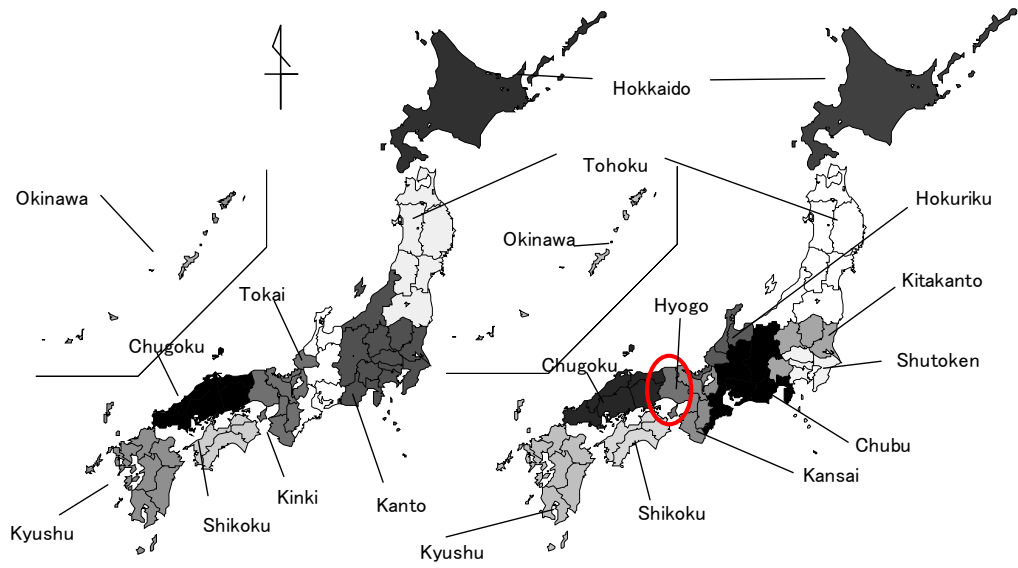 Hokkaido
Tohoku
Okinawa
Hokuriku
Okinawa
Kitakanto
Tokai
Hyogo
Chugoku
Chugoku
Shutoken
Chubu
Kansai
Kinki
Kanto
Shikoku
Shikoku
Kyushu
Kyushu